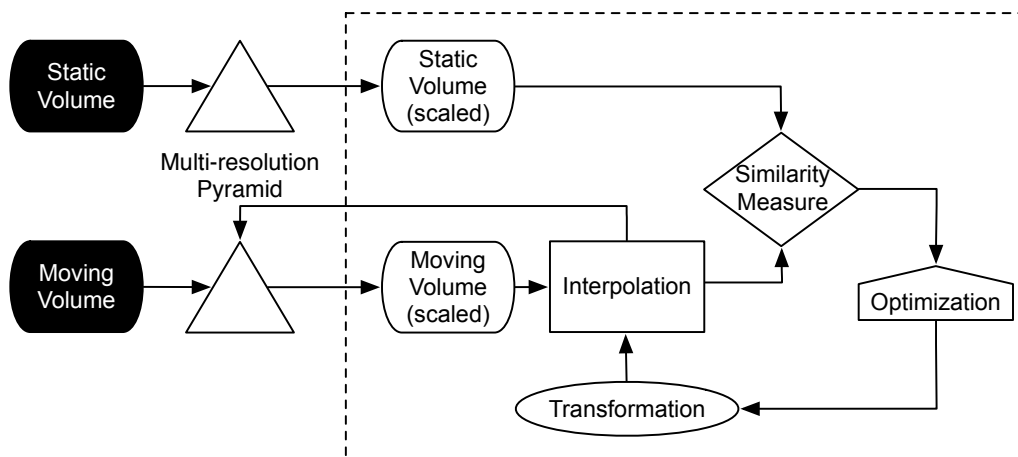 Static
Volume
Static
Volume
(scaled)
Multi-resolution
Pyramid
Similarity
Measure
Moving
Volume
Moving
Volume
(scaled)
Interpolation
Optimization
Transformation